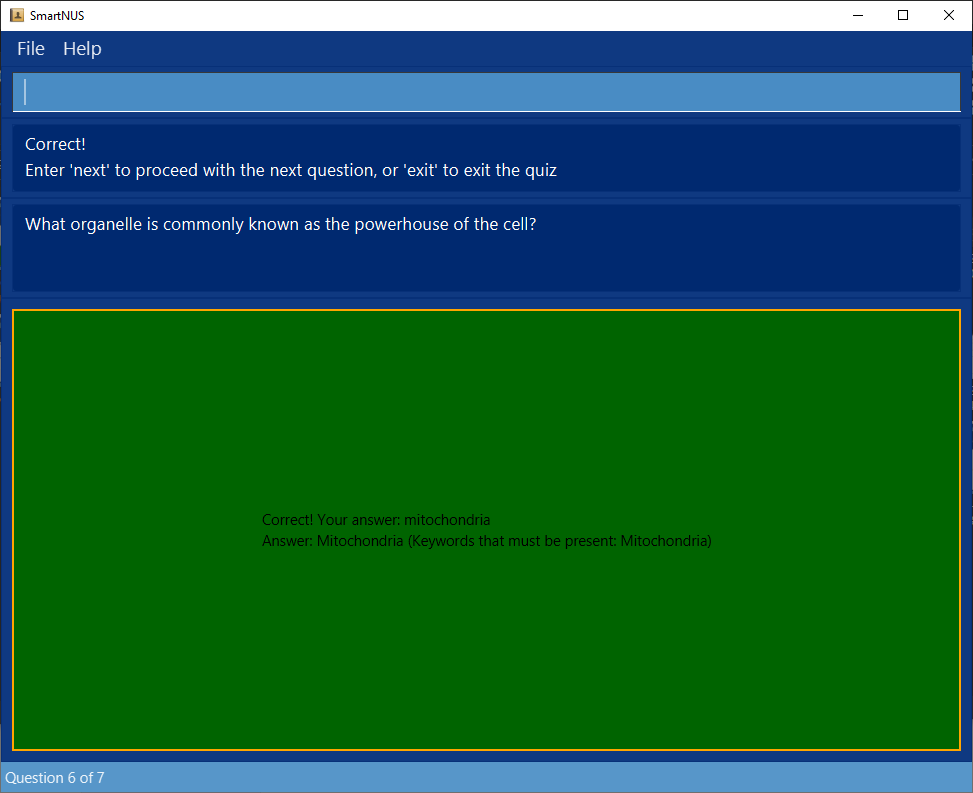 SmartNUS
File Help
Correct!
Enter 'next' to proceed with the next question, or 'exit' to exit the quiz
What organelle is commonly known as the powerhouse of the cell?
Correct! Your answer: mitochondria
Answer: Mitochondria (Keywords that must be present: Mitochondria)
Question 6 of 7